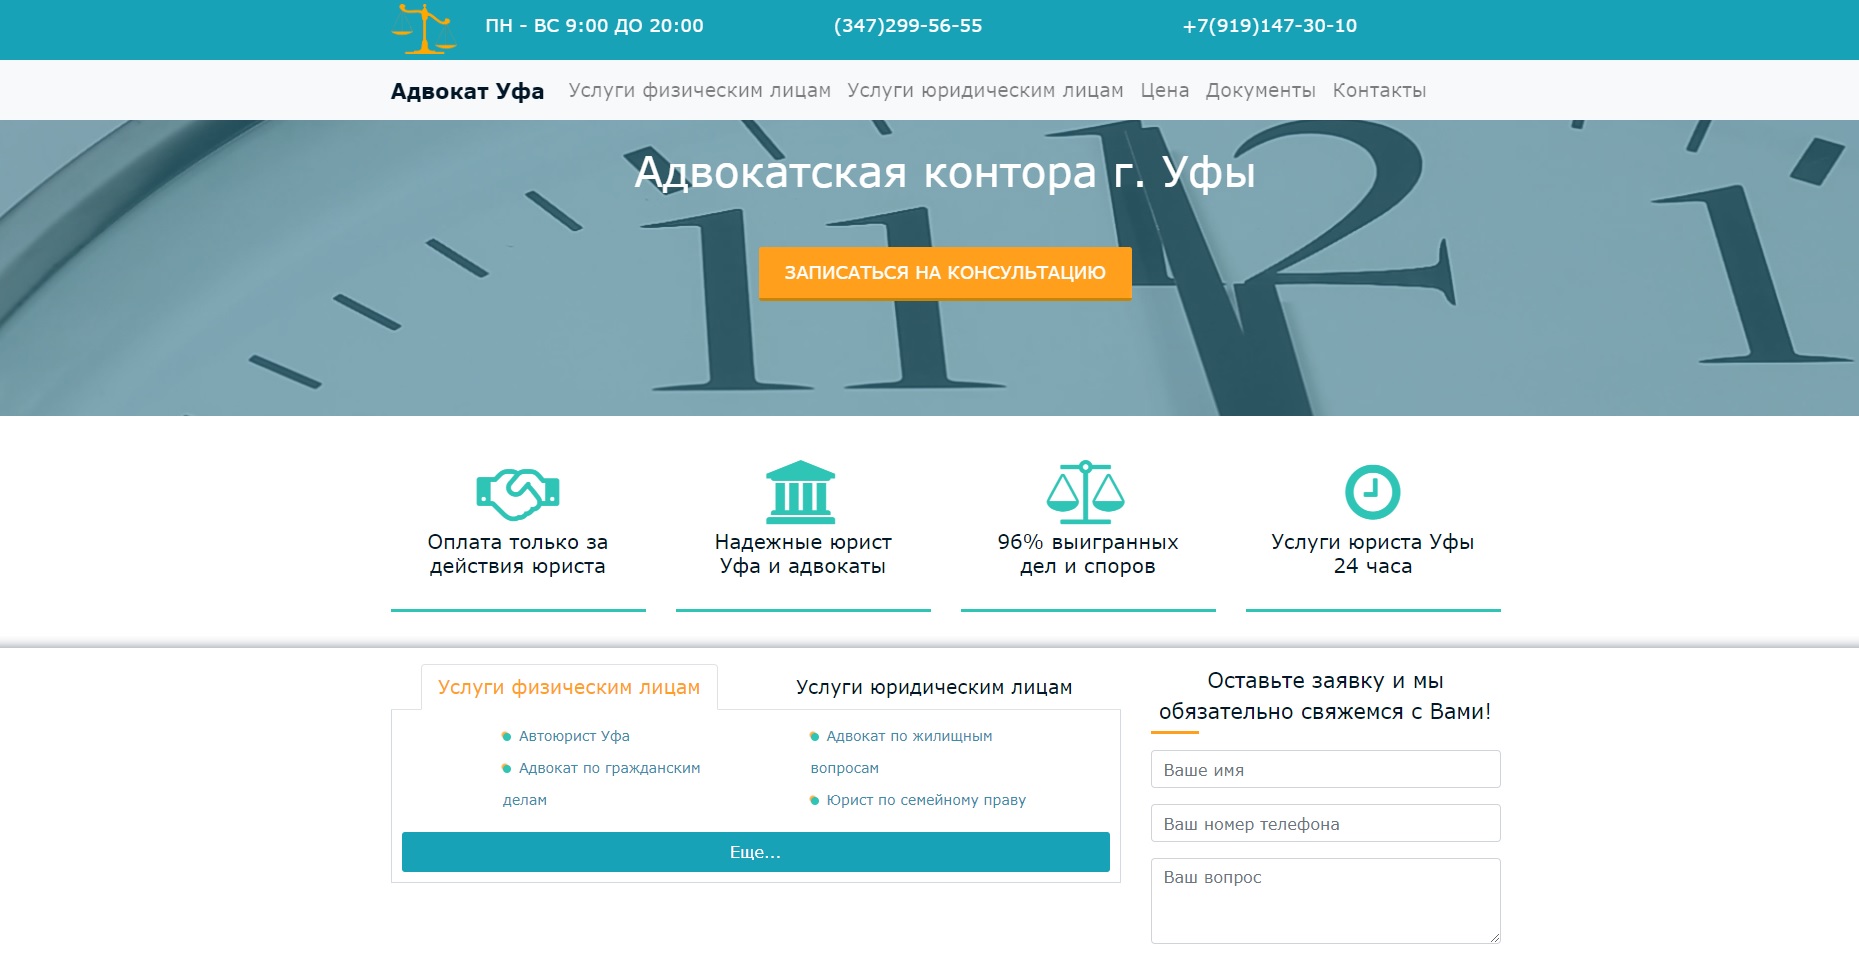 ПН - ВС 9:00 ДО 20:00
(347)299-56-55
+7(919)147-30-10
Адвокат Уфа
Услуги физическим лицам
Услуги юридическим лицам
Цена
Документы
Контакты
Адвокатская контора г. Уфы
11
12
1
ЗАПИСАТЬСЯ НА КОНСУЛЬТАЦИЮ
Оплата только за
действия юриста
Надежные юрист
Уфа и адвокаты
96% выигранных
дел и споров
Услуги юриста Уфы
24 часа
Услуги физическим лицам
Услуги юридическим лицам
Автоюрист Уфа
Адвокат по гражданским
делам
Адвокат по жилищным
вопросам
Юрист по семейному праву
Еще...
Оставьте заявку и мы
обязательно свяжемся с Вами!
Ваше имя
Ваш номер телефона
Ваш вопрос